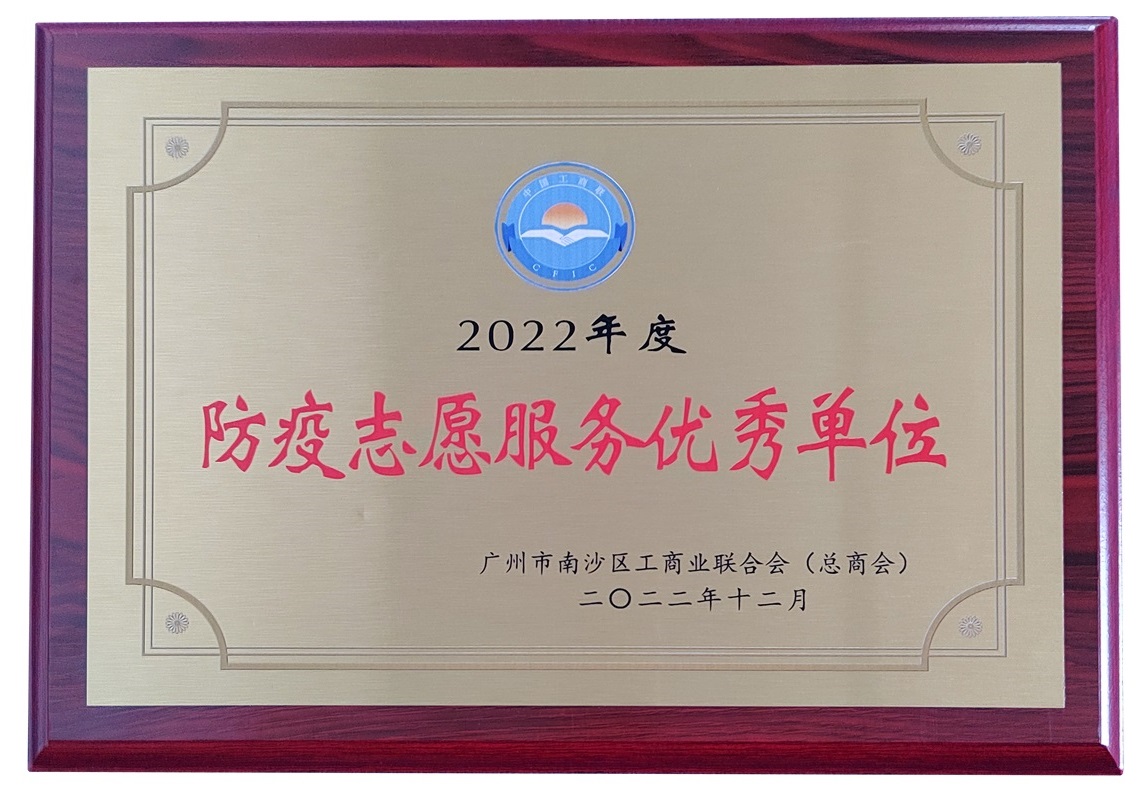 中国工商联
CFIC
2022年度
防疫志愿服务优秀单位
广州市南沙区工商业联合会（总商会）
二〇二二年十二月